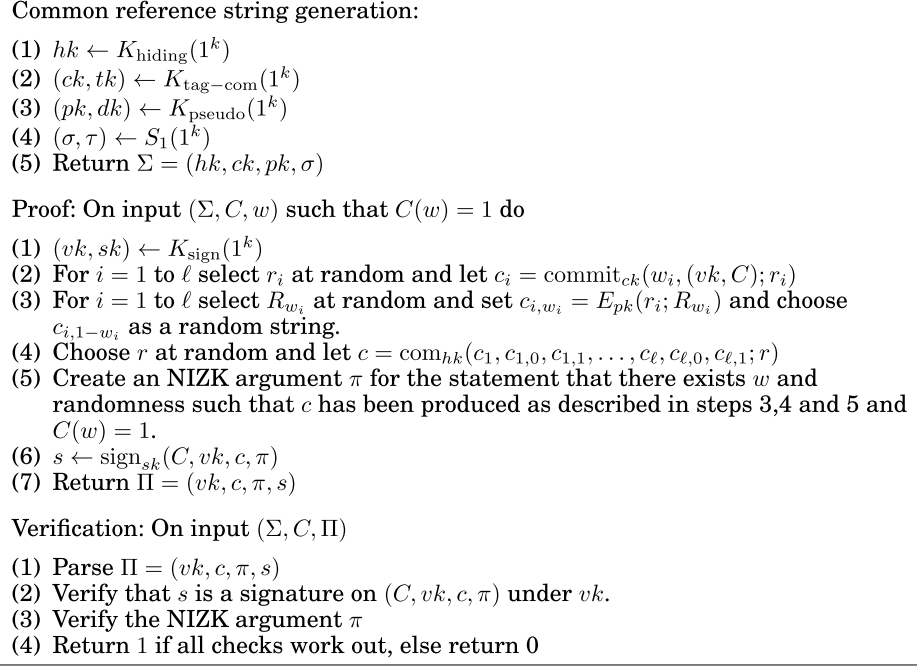 Common reference string generation:
(1) hk ← K_hiding(1^k)
(2) (ck, tk) ← K_tag−com(1^k)
(3) (pk, dk) ← K_pseudo(1^k)
(4) (σ, τ) ← S_1(1^k)
(5) Return Σ = (hk, ck, pk, σ)
Proof: On input (Σ, C, w) such that C(w) = 1 do
(1) (vk, sk) ← K_sign(1^k)
(2) For i = 1 to ℓ select r_i at random and let c_i = commit_ck(w_i, (vk, C); r_i)
(3) For i = 1 to ℓ select R_{w_i} at random and set c_{i,w_i} = E_pk(r_i; R_{w_i}) and choose
c_{i,1−w_i} as a random string.
(4) Choose r at random and let c = com_hk(c_1, c_{1,0}, c_{1,1}, . . . , c_ℓ, c_{ℓ,0}, c_{ℓ,1}; r)
(5) Create an NIZK argument π for the statement that there exists w and
randomness such that c has been produced as described in steps 3,4 and 5 and
C(w) = 1.
(6) s ← sign_sk(C, vk, c, π)
(7) Return Π = (vk, c, π, s)
Verification: On input (Σ, C, Π)
(1) Parse Π = (vk, c, π, s)
(2) Verify that s is a signature on (C, vk, c, π) under vk.
(3) Verify the NIZK argument π
(4) Return 1 if all checks work out, else return 0